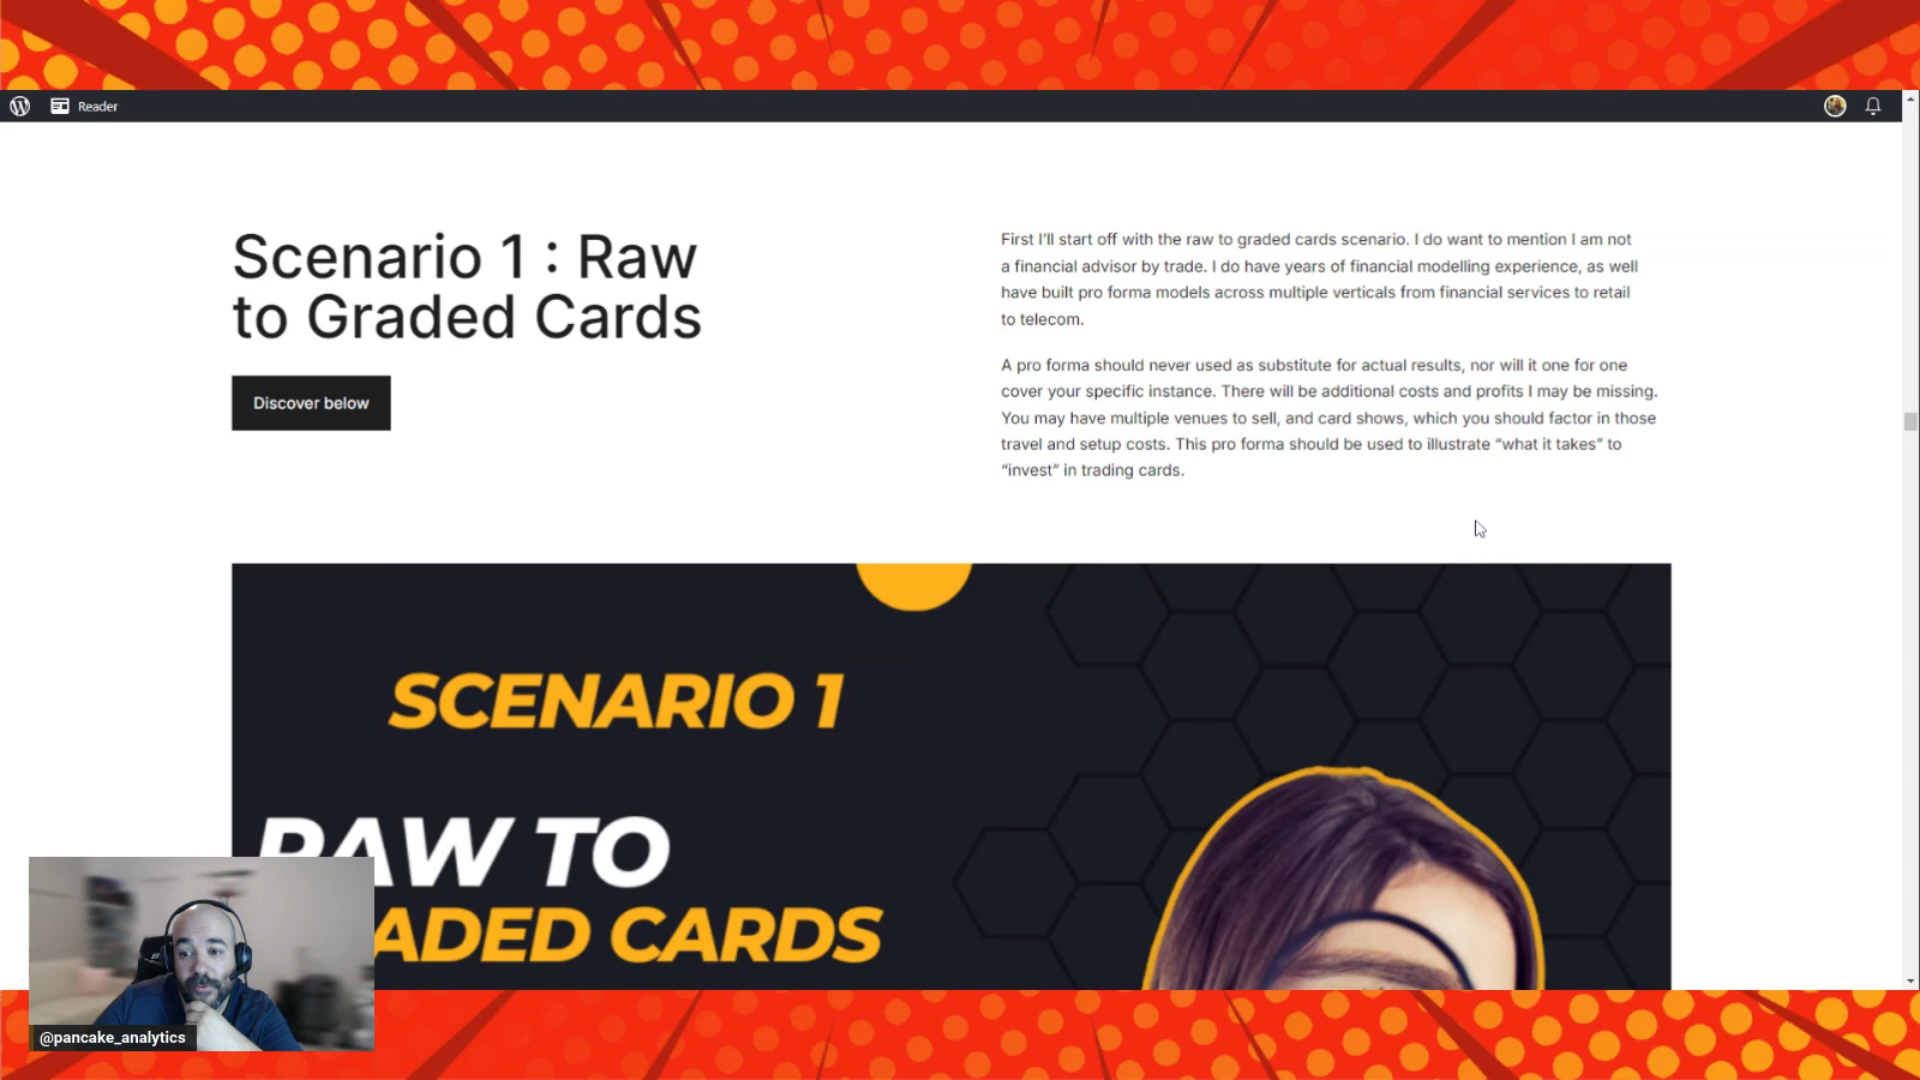 Reader
Scenario 1 : Raw
to Graded Cards
Discover below
First I'll start off with the raw to graded cards scenario. I do want to mention I am not
a financial advisor by trade. I do have years of financial modelling experience, as well
have built pro forma models across multiple verticals from financial services to retail
to telecom.
A pro forma should never used as substitute for actual results, nor will it one for one
cover your specific instance. There will be additional costs and profits I may be missing.
You may have multiple venues to sell, and card shows, which you should factor in those
travel and setup costs. This pro forma should be used to illustrate “what it takes” to
“invest” in trading cards.
SCENARIO 1
RAW TO
ADED CARDS
@pancake_analytics